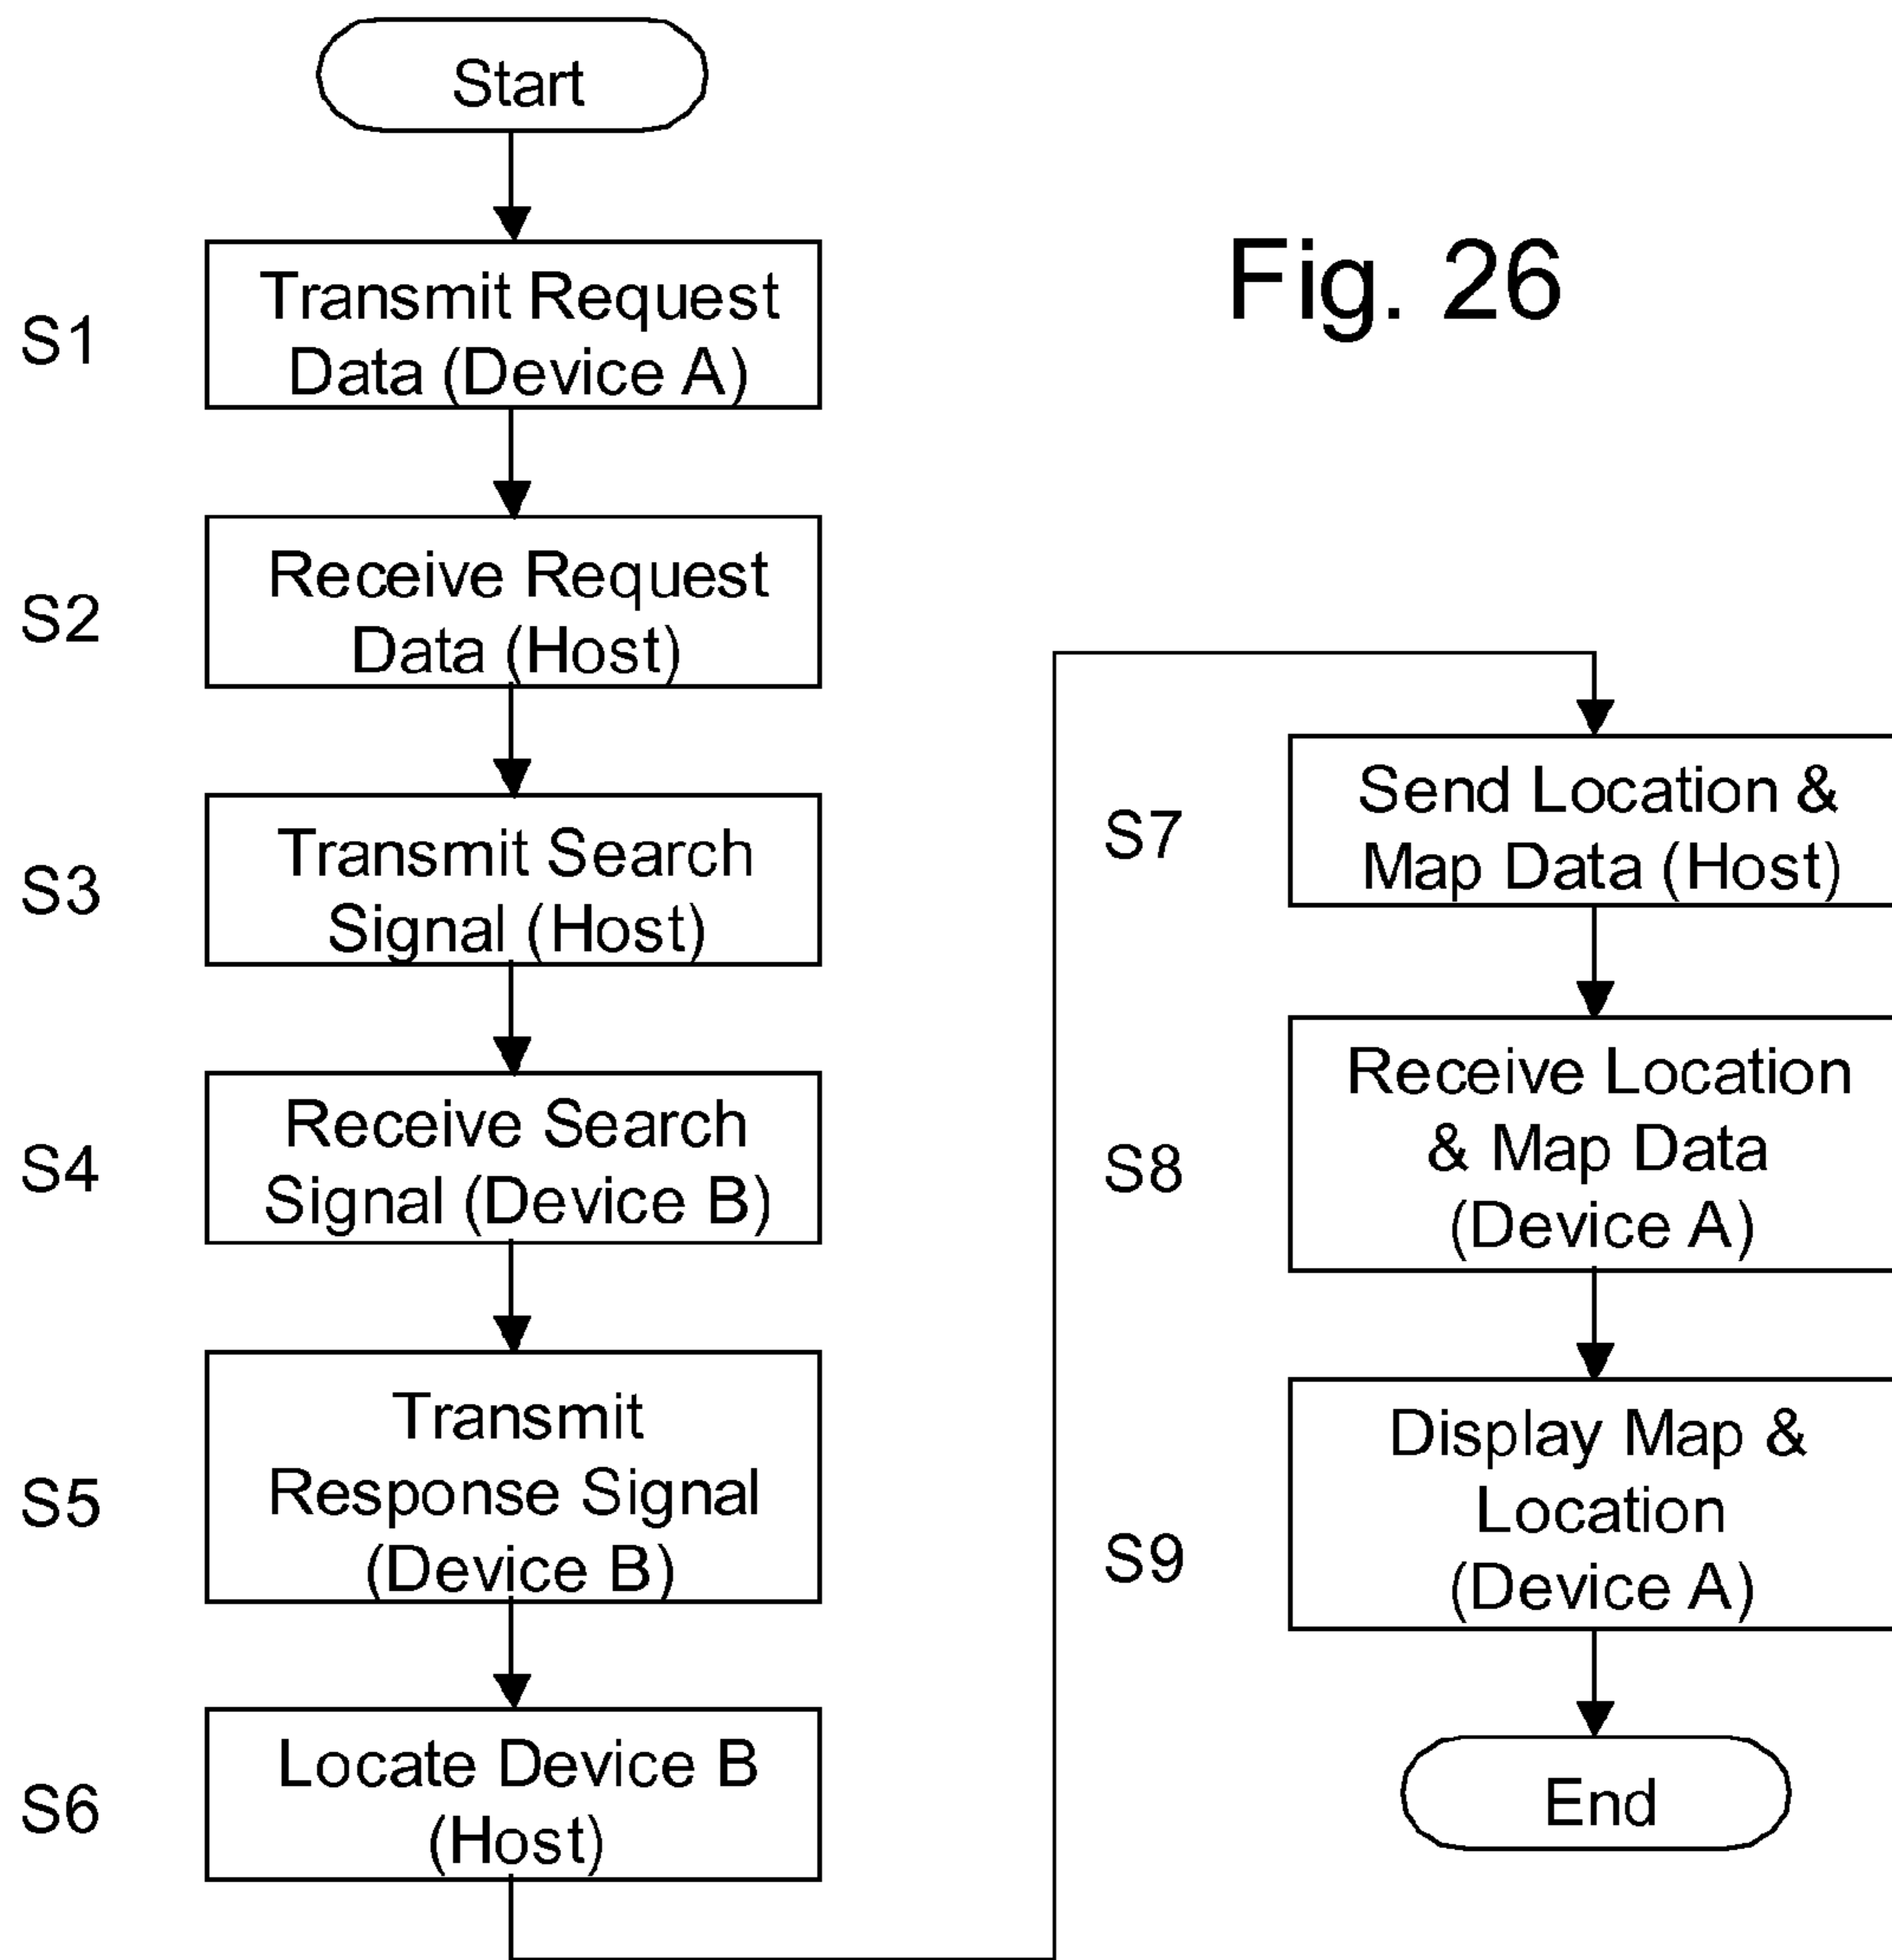 Fig. 26
Start
S1
Transmit Request
Data (Device A)
S2
Receive Request
Data (Host)
S3
Transmit Search
Signal (Host)
S4
Receive Search
Signal (Device B)
S5
Transmit
Response Signal
(Device B)
S6
Locate Device B
(Host)
S7
Send Location &
Map Data (Host)
S8
Receive Location
& Map Data
(Device A)
S9
Display Map &
Location
(Device A)
End